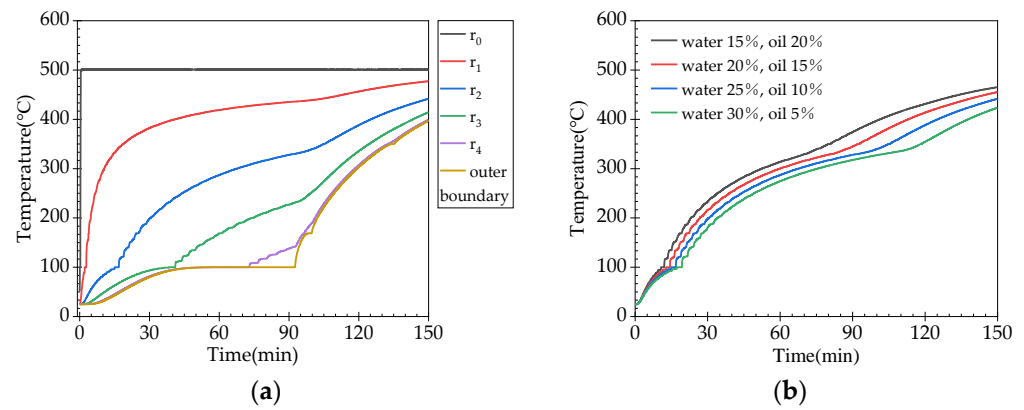 600
500
400
300
200
100
0
Temperature(°C)
0 30 60 90 120 150
Time(min)
r0
r1
r2
r3
r4
outer
boundary
(a)
600
500
400
300
200
100
0
Temperature(°C)
water 15%, oil 20%
water 20%, oil 15%
water 25%, oil 10%
water 30%, oil 5%
0 30 60 90 120 150
Time(min)
(b)